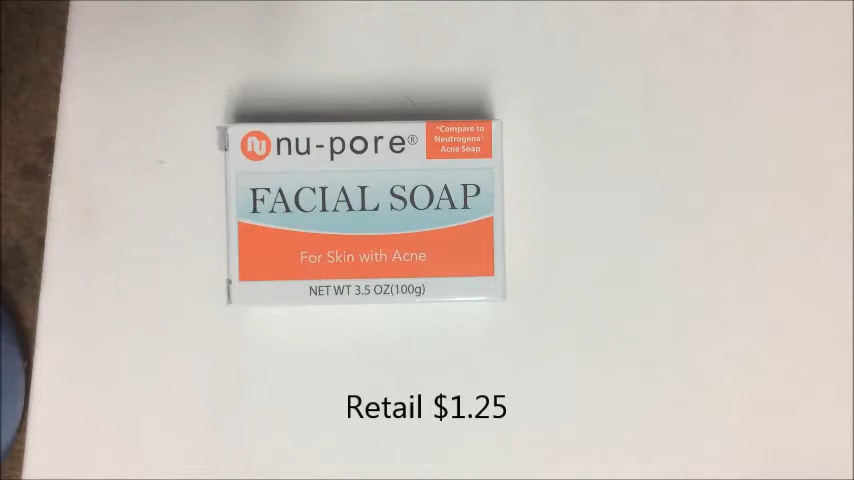 nu-pore®
*Compare to
Neutrogena®
Acne Soap
FACIAL SOAP
For Skin with Acne
NET WT 3.5 OZ(100g)
Retail $1.25